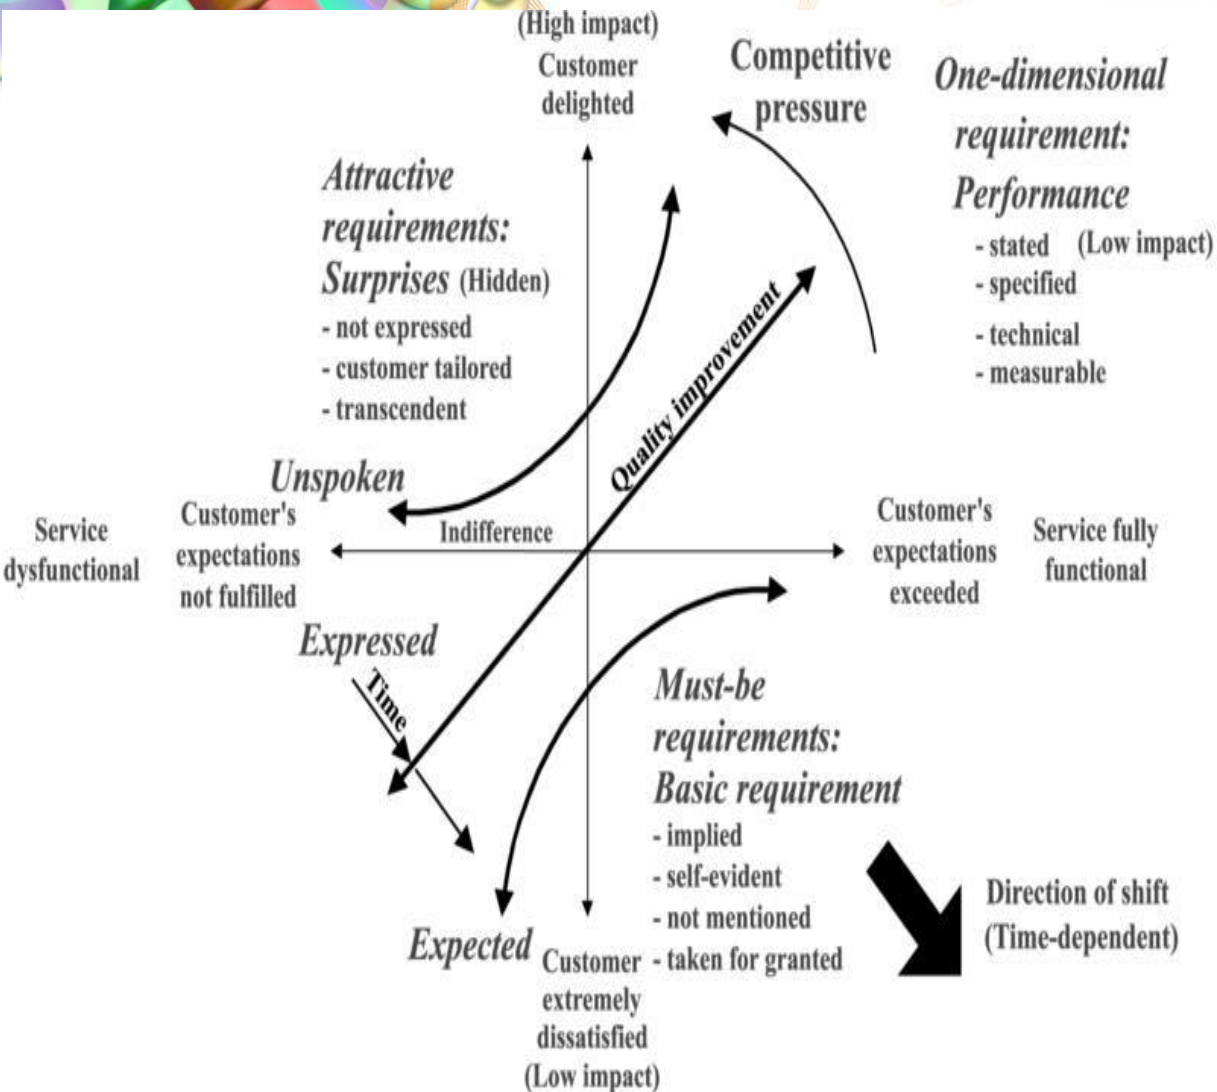 (High impact)
Customer
delighted
Competitive
pressure
One-dimensional
requirement:
Performance
- stated (Low impact)
- specified
- technical
- measurable
Attractive
requirements:
Surprises (Hidden)
- not expressed
- customer tailored
- transcendent
Quality improvement
Unspoken
Service
dysfunctional
Customer's
expectations
not fulfilled
Indifference
Customer's
expectations
exceeded
Service fully
functional
Expressed
Time
Must-be
requirements:
Basic requirement
- implied
- self-evident
- not mentioned
- taken for granted
Direction of shift
(Time-dependent)
Expected
Customer
extremely
dissatisfied
(Low impact)